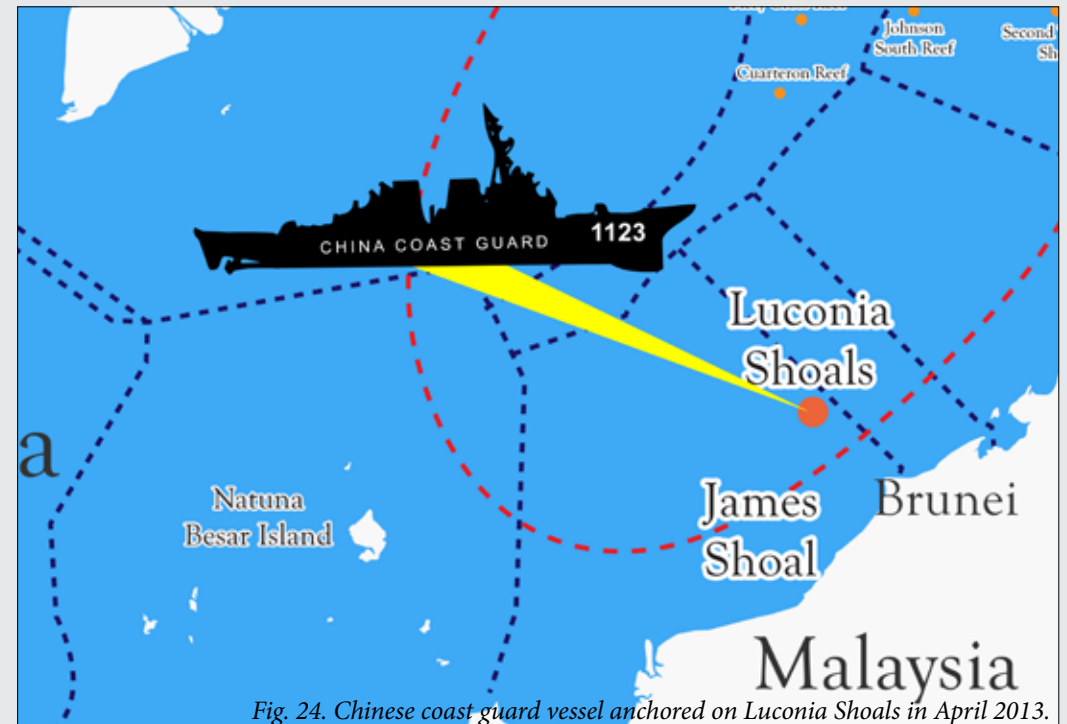 Johnson
South Reef
Second
Sh
Cuarteron Reef
CHINA COAST GUARD
1123
Luconia
Shoals
a
Natuna
Besar Island
James
Shoal
Brunei
Malaysia
Fig. 24. Chinese coast guard vessel anchored on Luconia Shoals in April 2013.